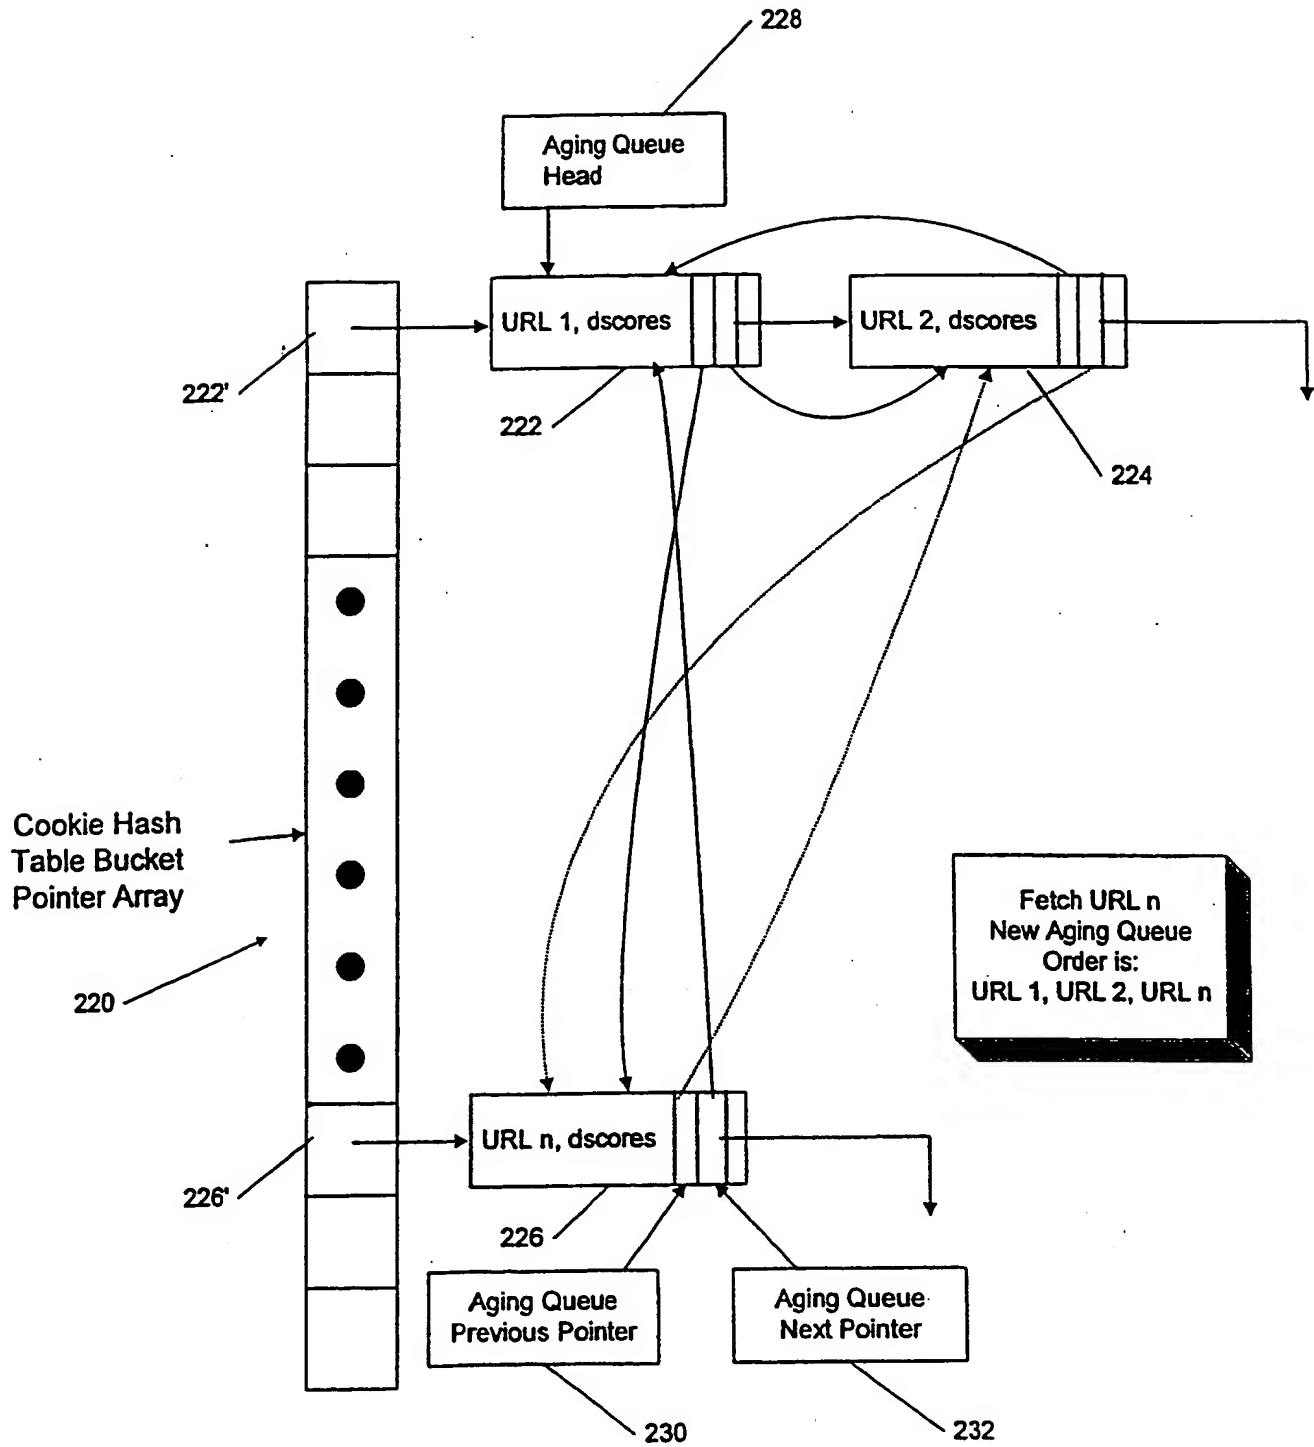 228
Aging Queue
Head
URL 1, dscores
URL 2, dscores
222'
222
224
Cookie Hash
Table Bucket
Pointer Array
220
Fetch URL n
New Aging Queue
Order is:
URL 1, URL 2, URL n
URL n, dscores
226'
226
Aging Queue
Previous Pointer
Aging Queue
Next Pointer
230
232